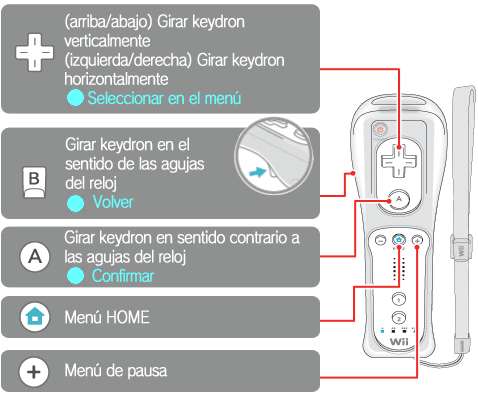 (arriba/abajo) Girar keydron
verticalmente
(izquierda/derecha) Girar keydron
horizontalmente
Seleccionar en el menú
B
Girar keydron en el
sentido de las agujas
del reloj
Volver
A
Girar keydron en sentido contrario a
las agujas del reloj
Confirmar
Menú HOME
+
Menú de pausa
A
-
+
1
2
Wii
Wii